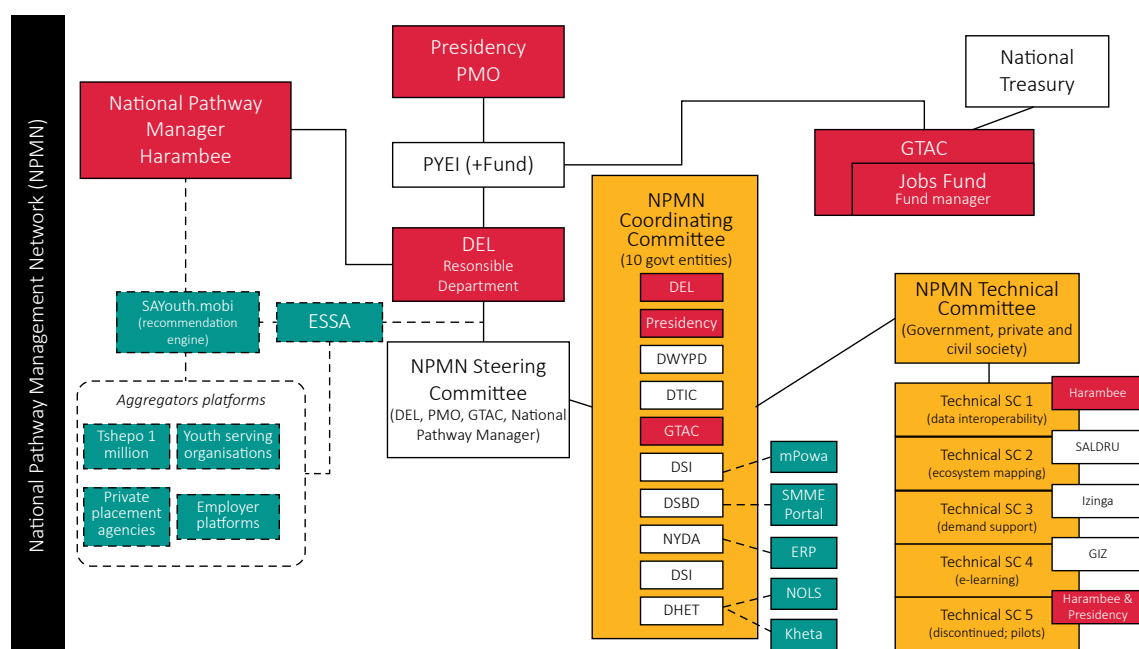 National Pathway Management Network (NPMN)
Presidency
PMO
National
Treasury
National Pathway
Manager
Harambee
PYEI (+Fund)
GTAC
Jobs Fund
Fund manager
DEL
Resonsible
Department
SAYouth.mobi
(recommendation
engine)
ESSA
NPMN Steering
Committee
(DEL, PMO, GTAC, National
Pathway Manager)
Aggregators platforms
Tshepo 1
million
Youth serving
organisations
Private
placement
agencies
Employer
platforms
NPMN
Coordinating
Committee
(10 govt entities)
DEL
Presidency
DWYPD
DTIC
GTAC
DSI
DSBD
NYDA
DSI
DHET
mPowa
SMME
Portal
ERP
NOLS
Kheta
NPMN Technical
Committee
(Government, private and
civil society)
Technical SC 1
(data interoperability)
Harambee
Technical SC 2
(ecosystem mapping)
SALDRU
Technical SC 3
(demand support)
Izinga
Technical SC 4
(e-learning)
GIZ
Technical SC 5
(discontinued; pilots)
Harambee &
Presidency